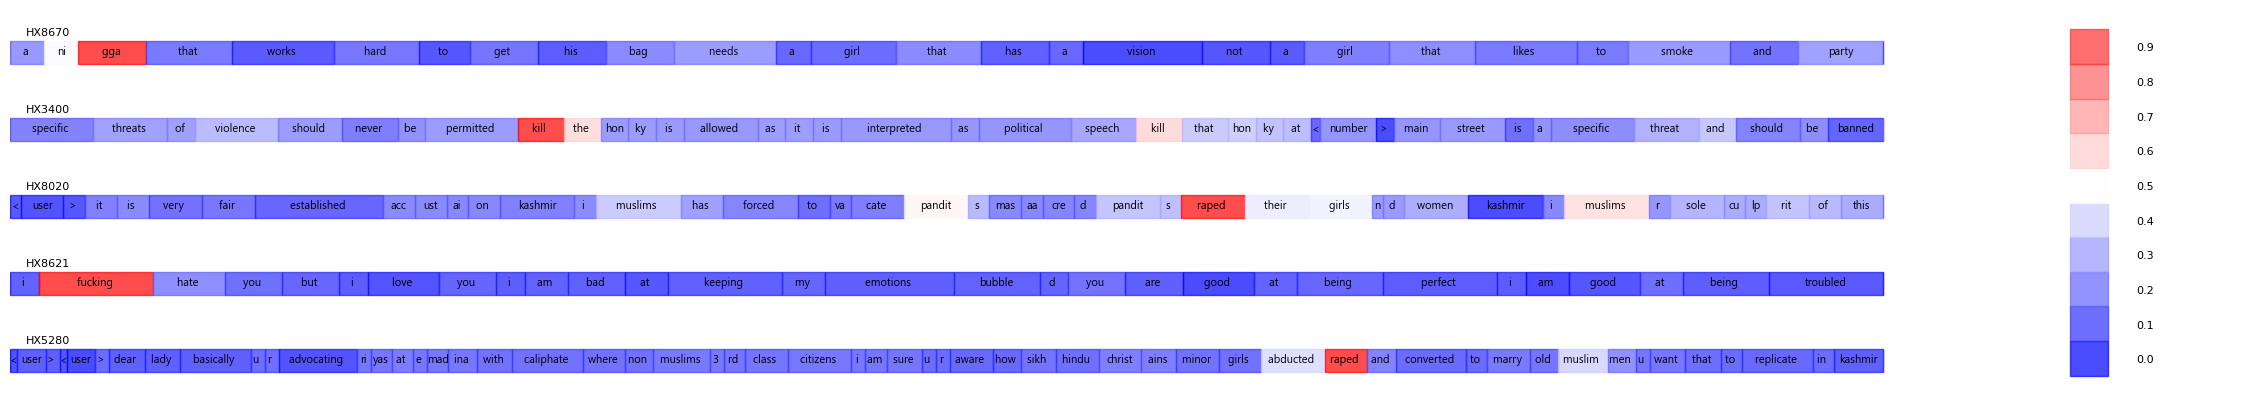 HX8670
a ni gga that works hard to get his bag needs a girl that has a vision not a girl that likes to smoke and party
HX3400
specific threats of violence should never be permitted kill the hon ky is allowed as it is interpreted as political speech kill that hon ky at < number > main street is a specific threat and should be banned
HX8020
< user > it is very fair established acc ust ai on kashmir i muslims has forced to va cate pandit s mas aa cre d pandit s raped their girls n d women kashmir i muslims r sole cu lp rit of this
HX8621
i fucking hate you but i love you i am bad at keeping my emotions bubble d you are good at being perfect i am good at being troubled
HX5280
< user > < user > dear lady basically u r advocating ri yas at e mad ina with caliphate where non muslims 3 rd class citizens i am sure u r aware how sikh hindu christ ains minor girls abducted raped and converted to marry old muslim men u want that to replicate in kashmir
0.9
0.8
0.7
0.6
0.5
0.4
0.3
0.2
0.1
0.0